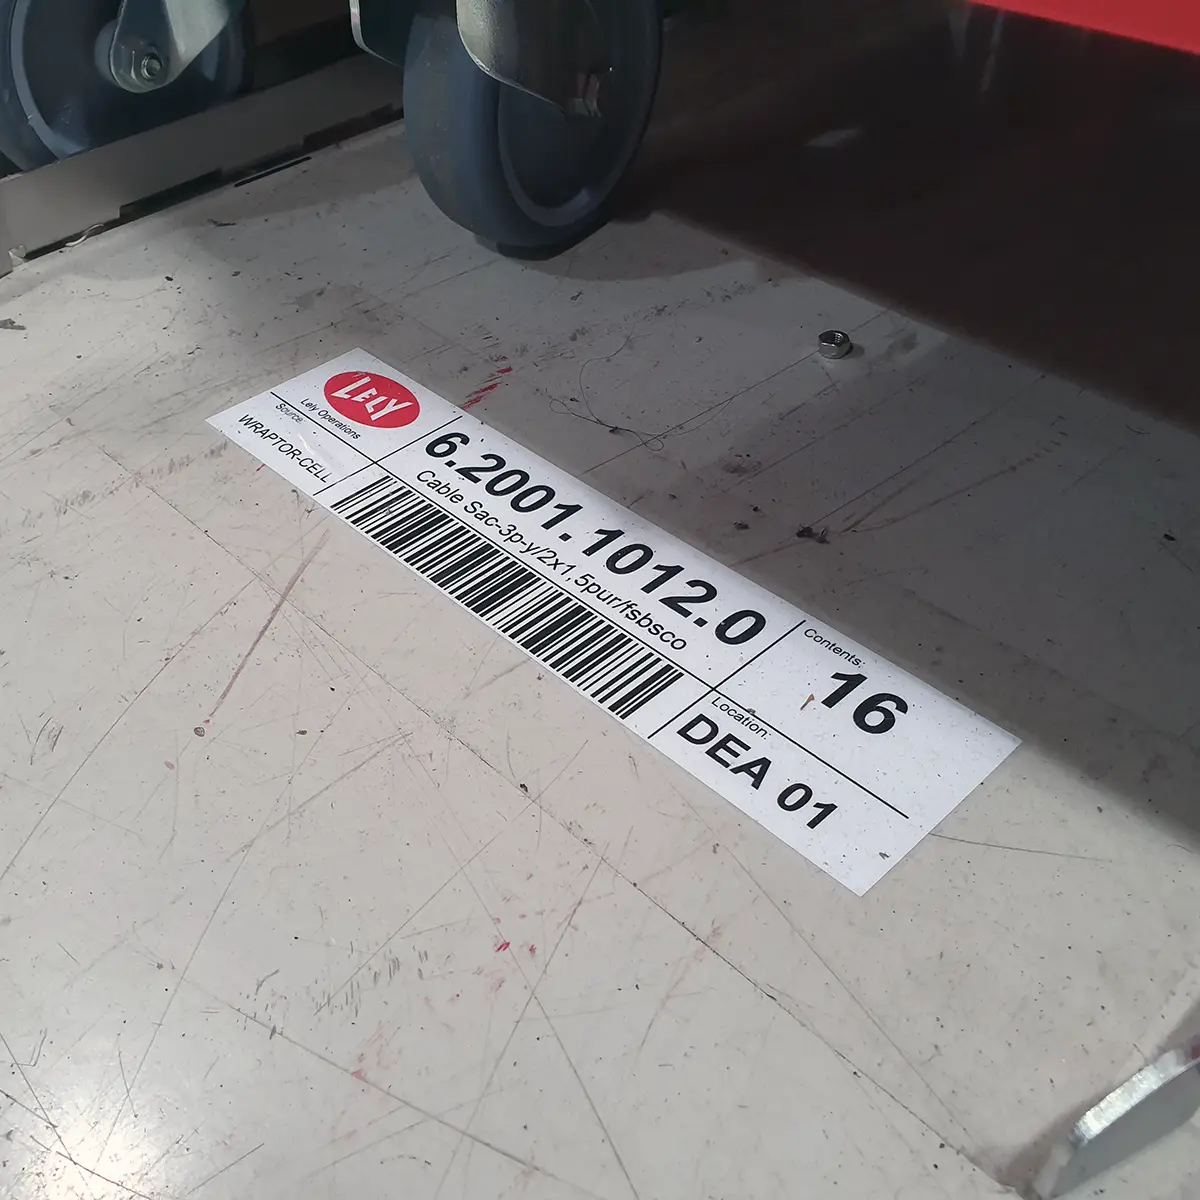 LELY
Lely Operations
Source:
WRAPTOR-CELL
6.2001.1012.0
Cable Sac-3p-y/2x1,5pur/fsbsco
Contents:
16
Location:
DEA 01